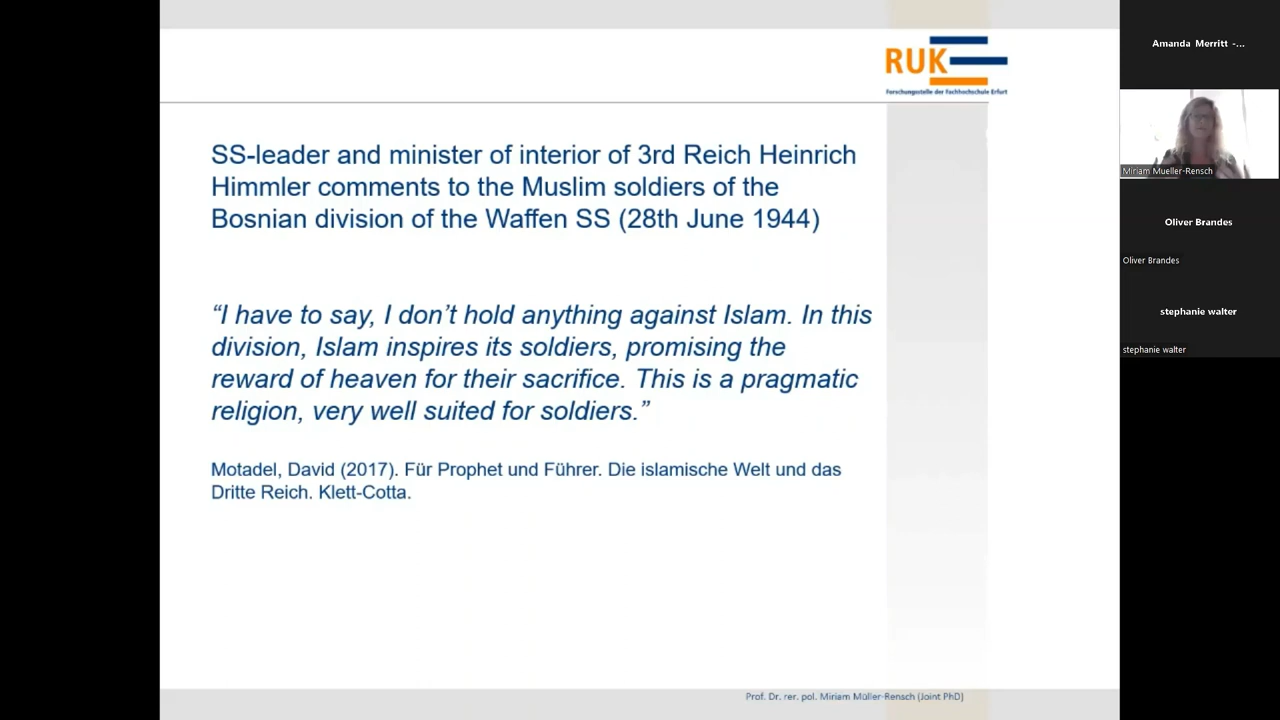 RUK
Forschungsstelle der Fachhochschule Erfurt
SS-leader and minister of interior of 3rd Reich Heinrich
Himmler comments to the Muslim soldiers of the
Bosnian division of the Waffen SS (28th June 1944)
“I have to say, I don’t hold anything against Islam. In this
division, Islam inspires its soldiers, promising the
reward of heaven for their sacrifice. This is a pragmatic
religion, very well suited for soldiers.”
Motadel, David (2017). Für Prophet und Führer. Die islamische Welt und das
Dritte Reich. Klett-Cotta.
Prof. Dr. rer. pol. Miriam Müller-Rensch (Joint PhD)
Amanda Merritt -...
Miriam Mueller-Rensch
Oliver Brandes
Oliver Brandes
stephanie walter
stephanie walter